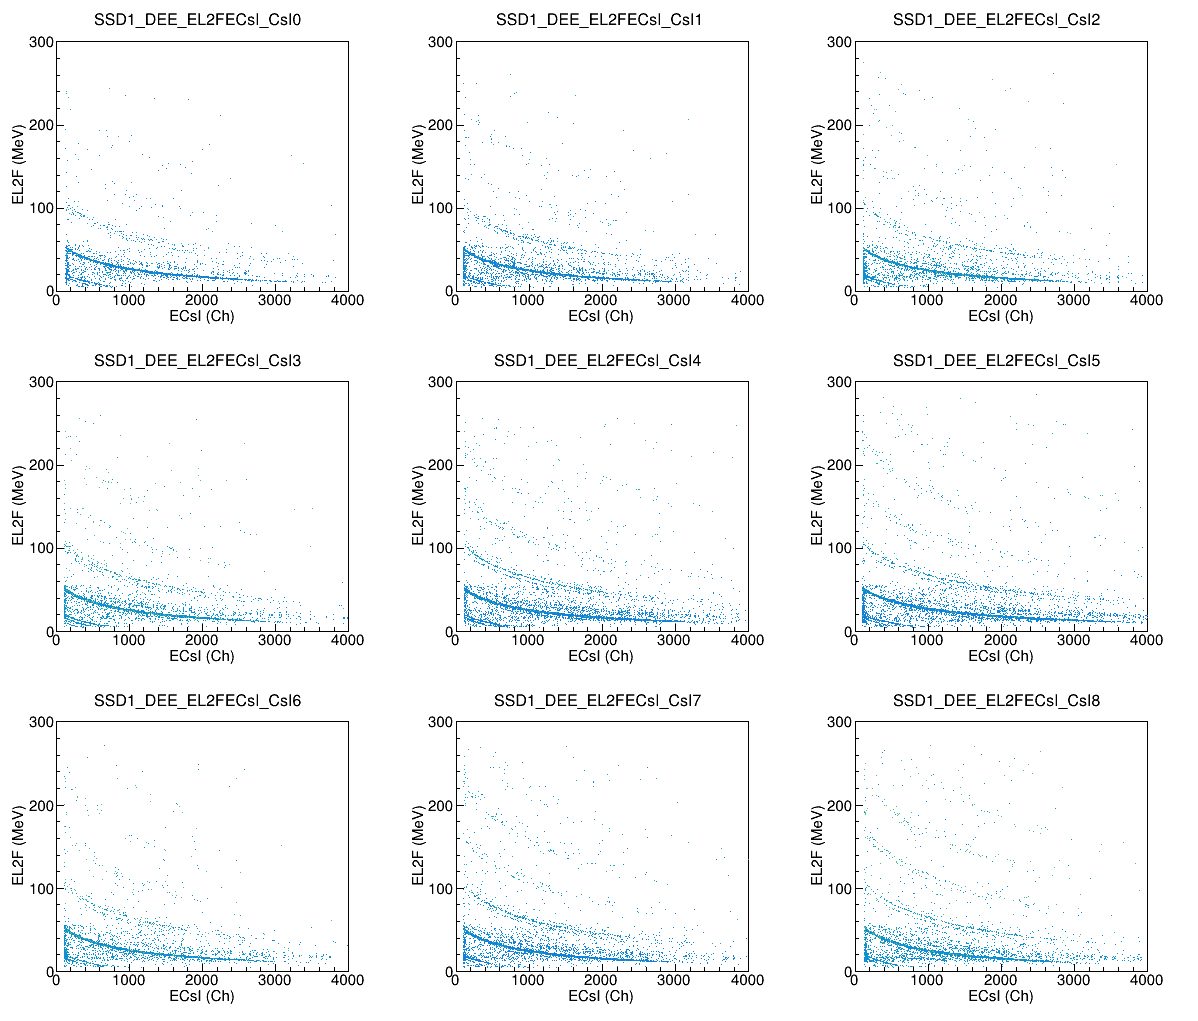 SSD1_DEE_EL2FECsI_CsI0
300
200
100
0
EL2F (MeV)
0 1000 2000 3000 4000
ECsI (Ch)
SSD1_DEE_EL2FECsI_CsI1
300
200
100
0
EL2F (MeV)
0 1000 2000 3000 4000
ECsI (Ch)
SSD1_DEE_EL2FECsI_CsI2
300
200
100
0
EL2F (MeV)
0 1000 2000 3000 4000
ECsI (Ch)
SSD1_DEE_EL2FECsI_CsI3
300
200
100
0
EL2F (MeV)
0 1000 2000 3000 4000
ECsI (Ch)
SSD1_DEE_EL2FECsI_CsI4
300
200
100
0
EL2F (MeV)
0 1000 2000 3000 4000
ECsI (Ch)
SSD1_DEE_EL2FECsI_CsI5
300
200
100
0
EL2F (MeV)
0 1000 2000 3000 4000
ECsI (Ch)
SSD1_DEE_EL2FECsI_CsI6
300
200
100
0
EL2F (MeV)
0 1000 2000 3000 4000
ECsI (Ch)
SSD1_DEE_EL2FECsI_CsI7
300
200
100
0
EL2F (MeV)
0 1000 2000 3000 4000
ECsI (Ch)
SSD1_DEE_EL2FECsI_CsI8
300
200
100
0
EL2F (MeV)
0 1000 2000 3000 4000
ECsI (Ch)